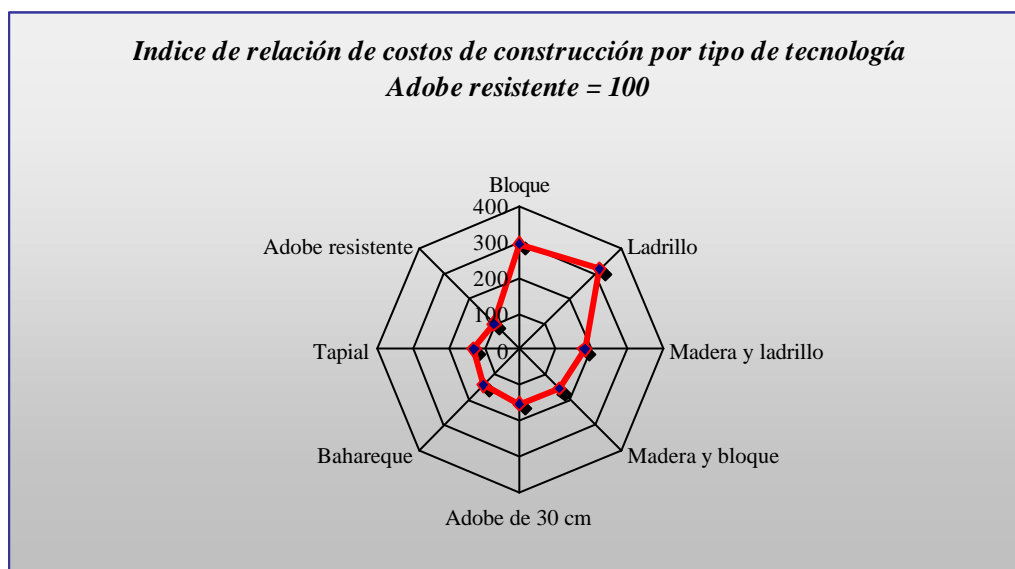 Indice de relación de costos de construcción por tipo de tecnología
Adobe resistente = 100
Bloque
400
Adobe resistente
Ladrillo
300
200
100
Tapial
0
Madera y ladrillo
Bahareque
Madera y bloque
Adobe de 30 cm